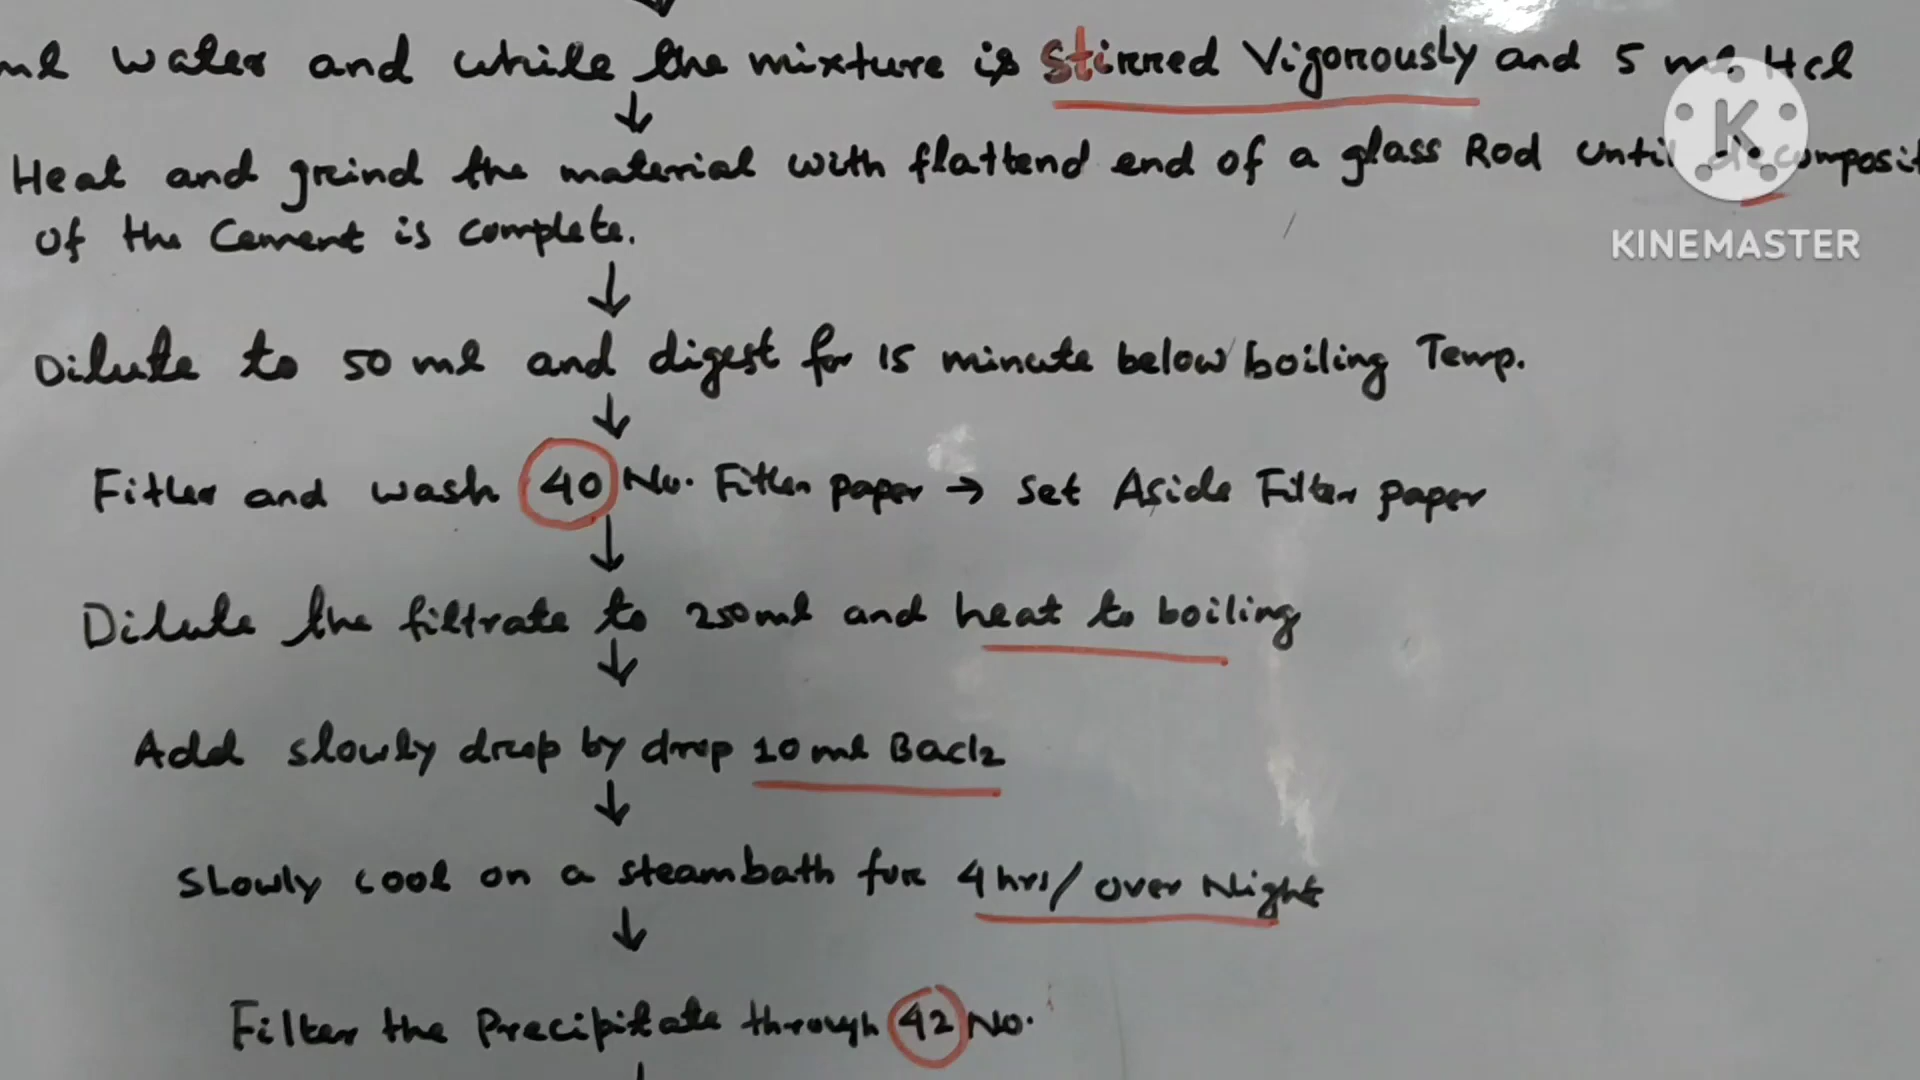 ml water and while the mixture is stirred Vigorously and 5 ml Hcl
Heat and grind the material with flattend end of a glass Rod until
of the Cement is complete.
KINEMASTER
Dilute to 50 ml and digest for 15 minute below boiling Temp.
Fitler and wash 40 No. Fitler paper → set Aside Filter paper
Dilute the filtrate to 250ml and heat to boiling
Add slowly drop by drop 10 ml Bacl2
Slowly cool on a steambath for 4 hrs/ over Night
Filter the Precipitate through 42 No.